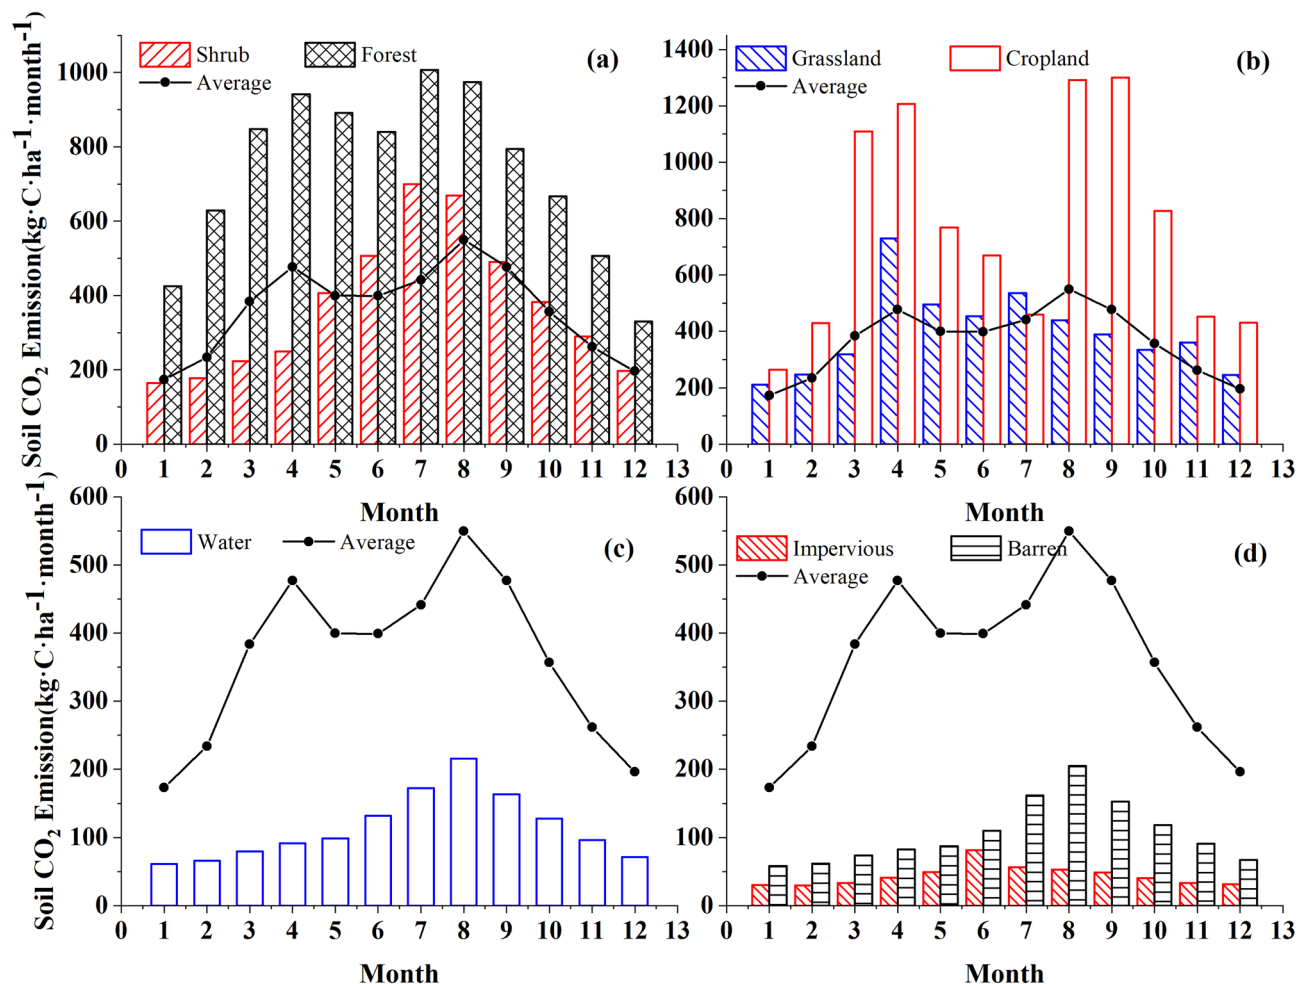 Soil CO₂ Emission(kg·C·ha⁻¹·month⁻¹)
Shrub Forest
Average
(a)
1000
800
600
400
200
0
0 1 2 3 4 5 6 7 8 9 10 11 12 13
Month
Grassland Cropland
Average
(b)
1400
1200
1000
800
600
400
200
0
0 1 2 3 4 5 6 7 8 9 10 11 12 13
Month
Soil CO₂ Emission(kg·C·ha⁻¹·month⁻¹)
Water Average
(c)
600
500
400
300
200
100
0
0 1 2 3 4 5 6 7 8 9 10 11 12 13
Month
Impervious Barren
Average
(d)
600
500
400
300
200
100
0
0 1 2 3 4 5 6 7 8 9 10 11 12 13
Month